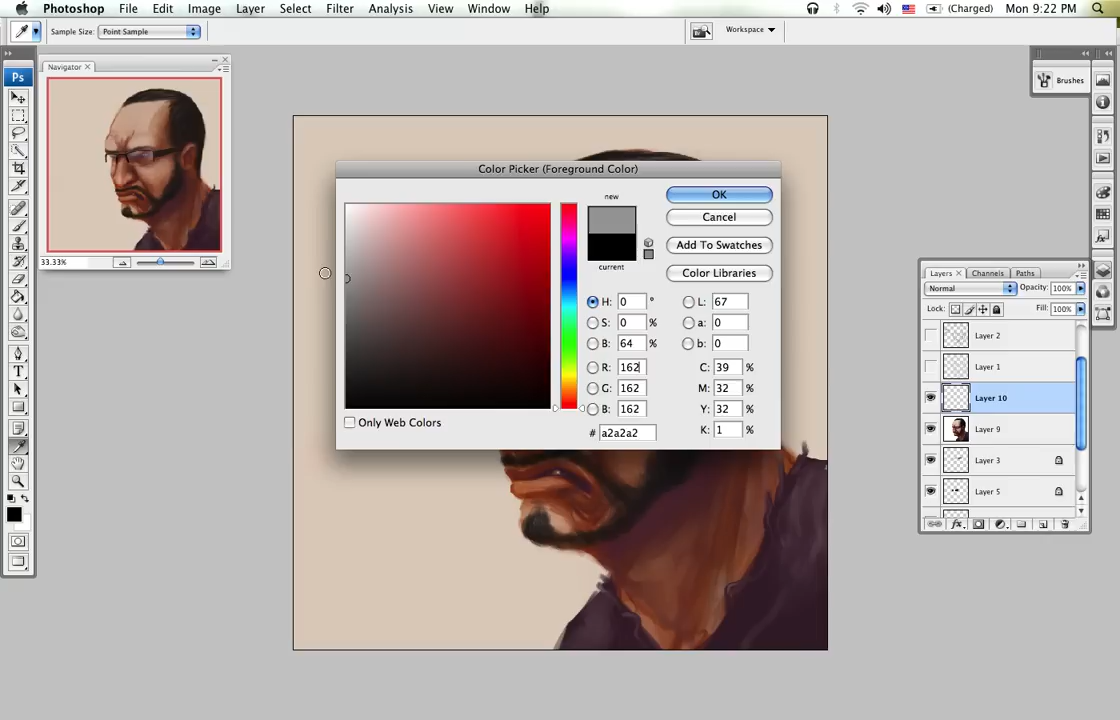 Photoshop File Edit Image Layer Select Filter Analysis View Window Help (Charged) Mon 9:22 PM
Sample Size: Point Sample Workspace
Navigator
33.33%
Ps
T
Brushes
Color Picker (Foreground Color)
new
current
OK
Cancel
Add To Swatches
Color Libraries
H: 0 ° L: 67
S: 0 % a: 0
B: 64 % b: 0
R: 162 C: 39 %
G: 162 M: 32 %
B: 162 Y: 32 %
# a2a2a2 K: 1 %
Only Web Colors
Layers Channels Paths
Normal Opacity: 100%
Lock: Fill: 100%
Layer 2
Layer 1
Layer 10
Layer 9
Layer 3
Layer 5
fx